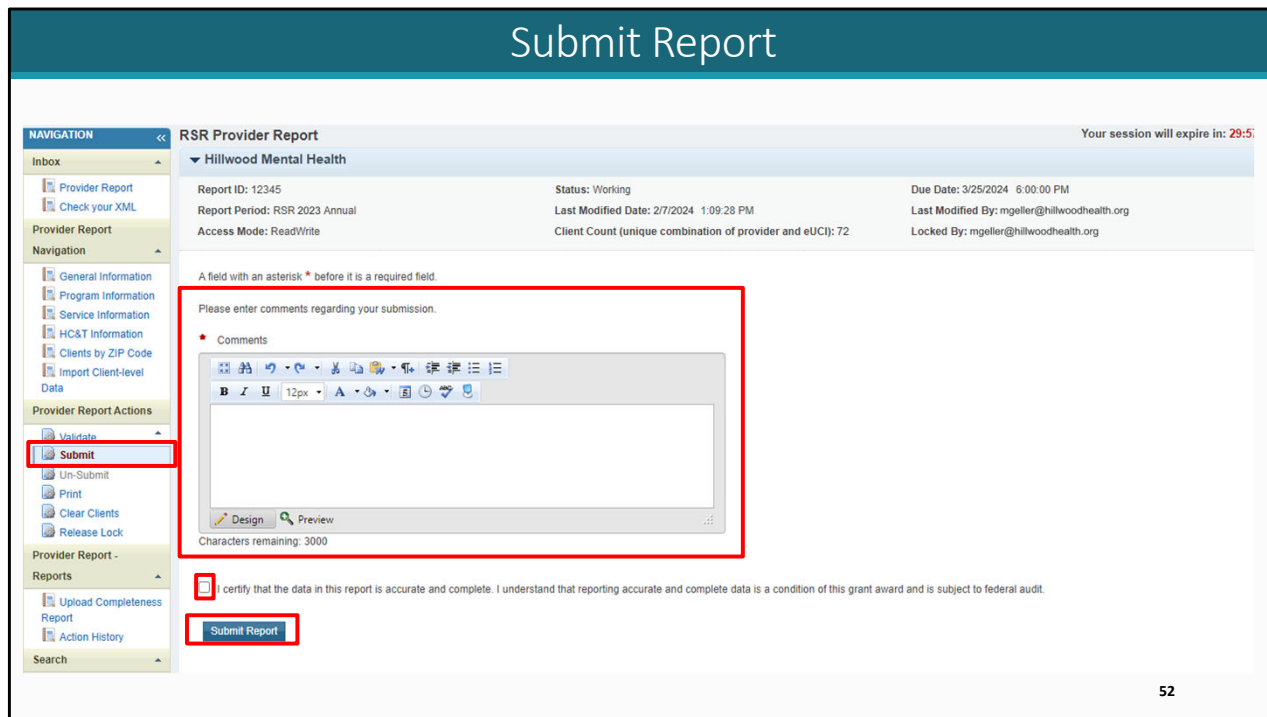 Submit Report
NAVIGATION «
Inbox
Provider Report
Check your XML
Provider Report
Navigation
General Information
Program Information
Service Information
HC&T Information
Clients by ZIP Code
Import Client-level
Data
Provider Report Actions
Validate
Submit
Un-Submit
Print
Clear Clients
Release Lock
Provider Report -
Reports
Upload Completeness
Report
Action History
Search
RSR Provider Report
Your session will expire in: 29:57
Hillwood Mental Health
Report ID: 12345
Status: Working
Due Date: 3/25/2024 6:00:00 PM
Report Period: RSR 2023 Annual
Last Modified Date: 2/7/2024 1:09:28 PM
Last Modified By: mgeller@hillwoodhealth.org
Access Mode: ReadWrite
Client Count (unique combination of provider and eUCI): 72
Locked By: mgeller@hillwoodhealth.org
A field with an asterisk * before it is a required field.
Please enter comments regarding your submission.
* Comments
B I U 12px A
Design Preview
Characters remaining: 3000
I certify that the data in this report is accurate and complete. I understand that reporting accurate and complete data is a condition of this grant award and is subject to federal audit.
Submit Report
52